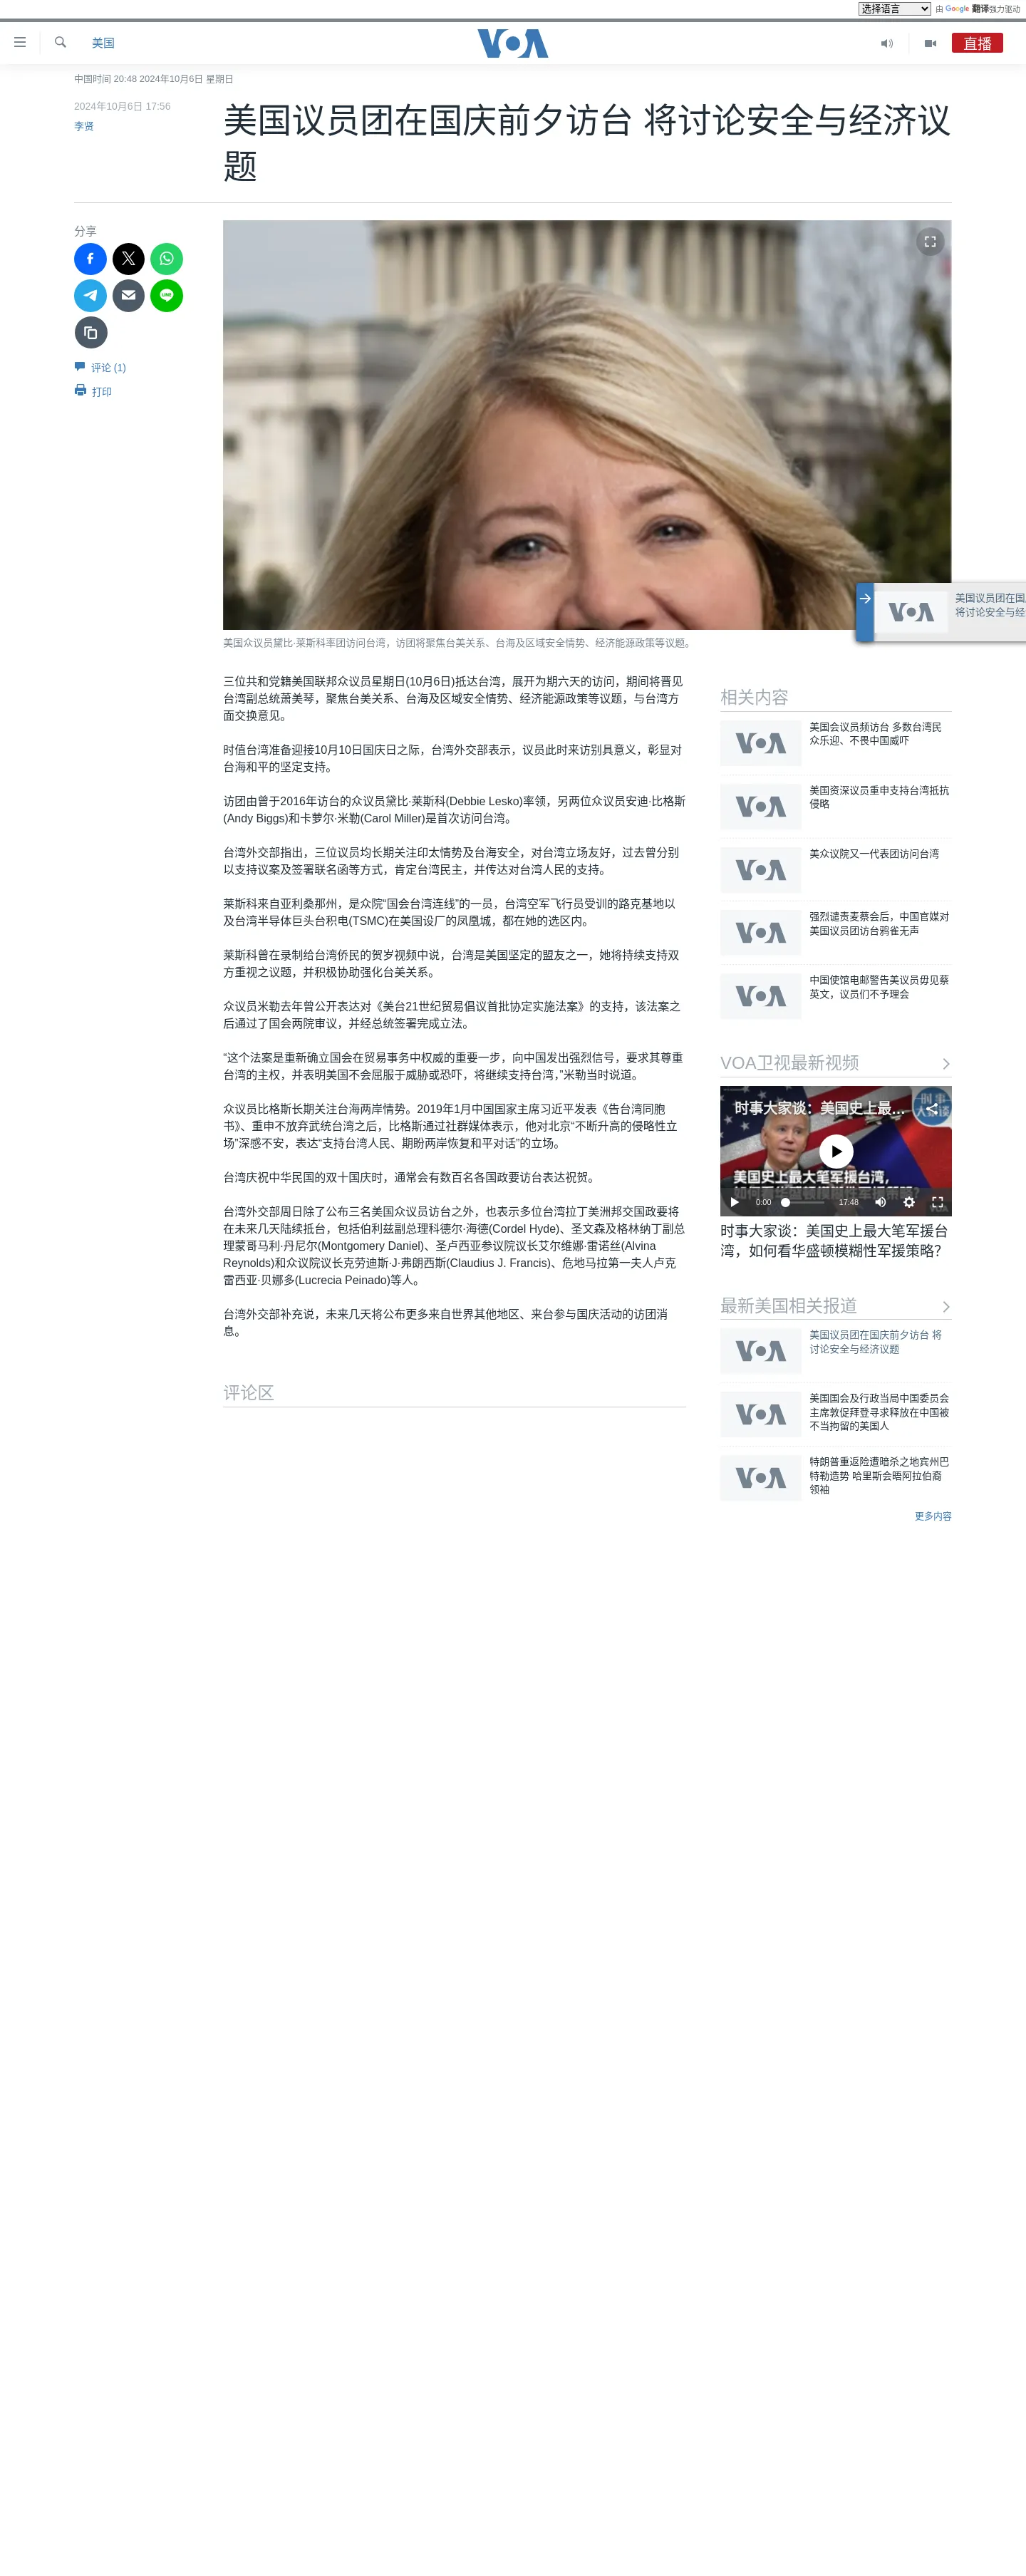 选择语言 由 Google 翻译强力驱动
美国
VOA
直播
中国时间 20:48 2024年10月6日 星期日
2024年10月6日 17:56
李贤
美国议员团在国庆前夕访台 将讨论安全与经济议
题
分享
LINE
评论 (1)
打印
美国议员团在国
将讨论安全与经
VOA
美国众议员黛比·莱斯科率团访问台湾，访团将聚焦台美关系、台海及区域安全情势、经济能源政策等议题。
三位共和党籍美国联邦众议员星期日(10月6日)抵达台湾，展开为期六天的访问，期间将晋见
台湾副总统萧美琴，聚焦台美关系、台海及区域安全情势、经济能源政策等议题，与台湾方
面交换意见。
时值台湾准备迎接10月10日国庆日之际，台湾外交部表示，议员此时来访别具意义，彰显对
台海和平的坚定支持。
访团由曾于2016年访台的众议员黛比·莱斯科(Debbie Lesko)率领，另两位众议员安迪·比格斯
(Andy Biggs)和卡萝尔·米勒(Carol Miller)是首次访问台湾。
台湾外交部指出，三位议员均长期关注印太情势及台海安全，对台湾立场友好，过去曾分别
以支持议案及签署联名函等方式，肯定台湾民主，并传达对台湾人民的支持。
莱斯科来自亚利桑那州，是众院“国会台湾连线”的一员，台湾空军飞行员受训的路克基地以
及台湾半导体巨头台积电(TSMC)在美国设厂的凤凰城，都在她的选区内。
莱斯科曾在录制给台湾侨民的贺岁视频中说，台湾是美国坚定的盟友之一，她将持续支持双
方重视之议题，并积极协助强化台美关系。
众议员米勒去年曾公开表达对《美台21世纪贸易倡议首批协定实施法案》的支持，该法案之
后通过了国会两院审议，并经总统签署完成立法。
“这个法案是重新确立国会在贸易事务中权威的重要一步，向中国发出强烈信号，要求其尊重
台湾的主权，并表明美国不会屈服于威胁或恐吓，将继续支持台湾，”米勒当时说道。
众议员比格斯长期关注台海两岸情势。2019年1月中国国家主席习近平发表《告台湾同胞
书》、重申不放弃武统台湾之后，比格斯通过社群媒体表示，他对北京“不断升高的侵略性立
场”深感不安，表达“支持台湾人民、期盼两岸恢复和平对话”的立场。
台湾庆祝中华民国的双十国庆时，通常会有数百名各国政要访台表达祝贺。
台湾外交部周日除了公布三名美国众议员访台之外，也表示多位台湾拉丁美洲邦交国政要将
在未来几天陆续抵台，包括伯利兹副总理科德尔·海德(Cordel Hyde)、圣文森及格林纳丁副总
理蒙哥马利·丹尼尔(Montgomery Daniel)、圣卢西亚参议院议长艾尔维娜·雷诺丝(Alvina
Reynolds)和众议院议长克劳迪斯·J·弗朗西斯(Claudius J. Francis)、危地马拉第一夫人卢克
雷西亚·贝娜多(Lucrecia Peinado)等人。
台湾外交部补充说，未来几天将公布更多来自世界其他地区、来台参与国庆活动的访团消
息。
评论区
相关内容
VOA
美国会议员频访台 多数台湾民
众乐迎、不畏中国威吓
VOA
美国资深议员重申支持台湾抵抗
侵略
VOA
美众议院又一代表团访问台湾
VOA
强烈谴责麦蔡会后，中国官媒对
美国议员团访台鸦雀无声
VOA
中国使馆电邮警告美议员毋见蔡
英文，议员们不予理会
VOA卫视最新视频
时事大家谈：美国史上最...
时事
大家谈
美国史上最大笔军援台湾，
0:00
17:48
时事大家谈：美国史上最大笔军援台
湾，如何看华盛顿模糊性军援策略？
最新美国相关报道
VOA
美国议员团在国庆前夕访台 将
讨论安全与经济议题
VOA
美国国会及行政当局中国委员会
主席敦促拜登寻求释放在中国被
不当拘留的美国人
VOA
特朗普重返险遭暗杀之地宾州巴
特勒造势 哈里斯会晤阿拉伯裔
领袖
更多内容